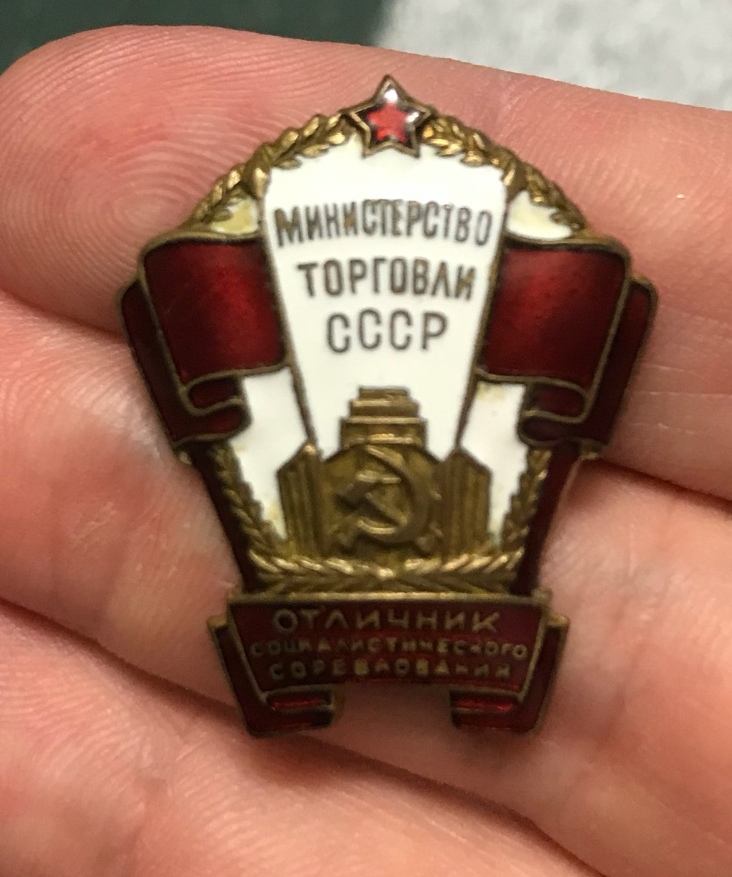 МИНИСТЕРСТВО
ТОРГОВЛИ
СССР
ОТЛИЧНИК
СОЦИАЛИСТИЧЕСКОГО
СОРЕВНОВАНИЯ